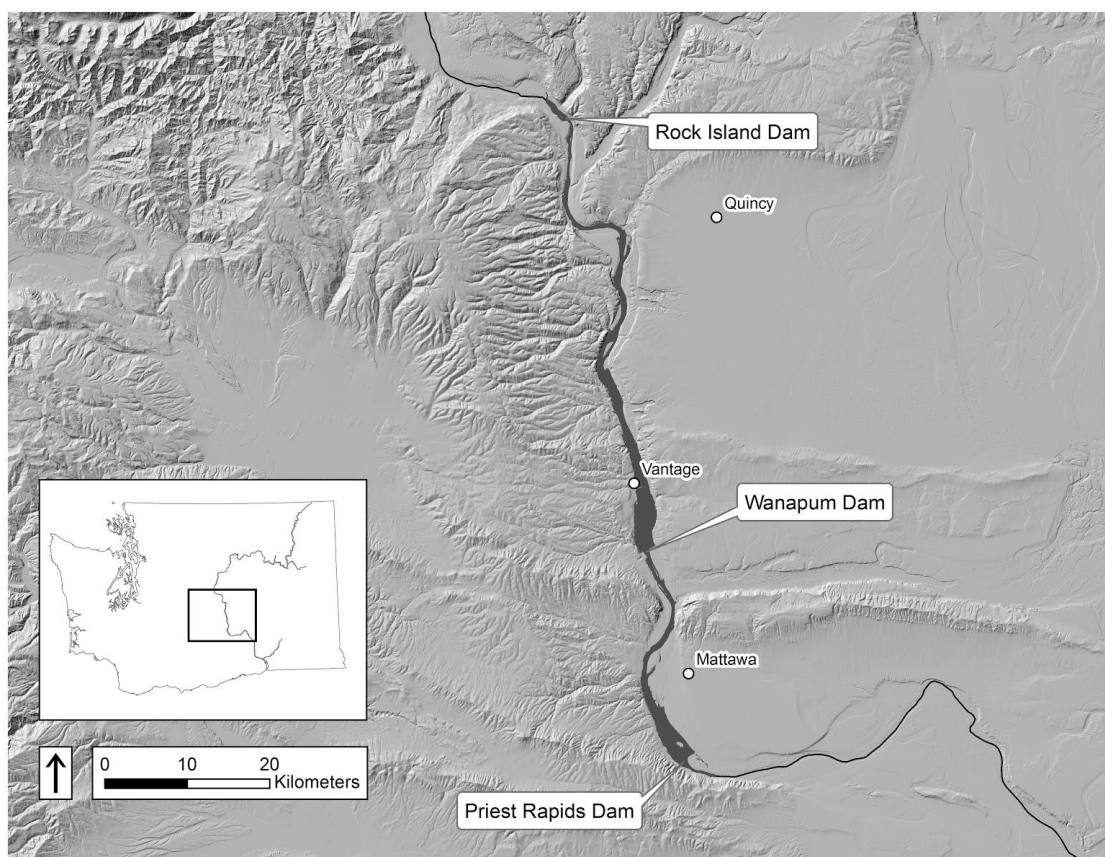 Rock Island Dam
Quincy
Vantage
Wanapum Dam
Mattawa
0 10 20
Kilometers
Priest Rapids Dam